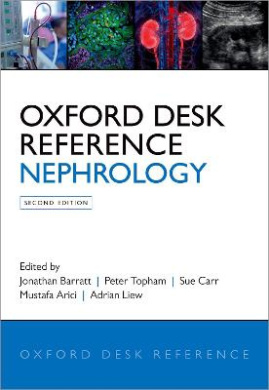 OXFORD DESK
REFERENCE
NEPHROLOGY
SECOND EDITION
Edited by
Jonathan Barratt | Peter Topham | Sue Carr
Mustafa Arici | Adrian Liew
OXFORD DESK REFERENCE